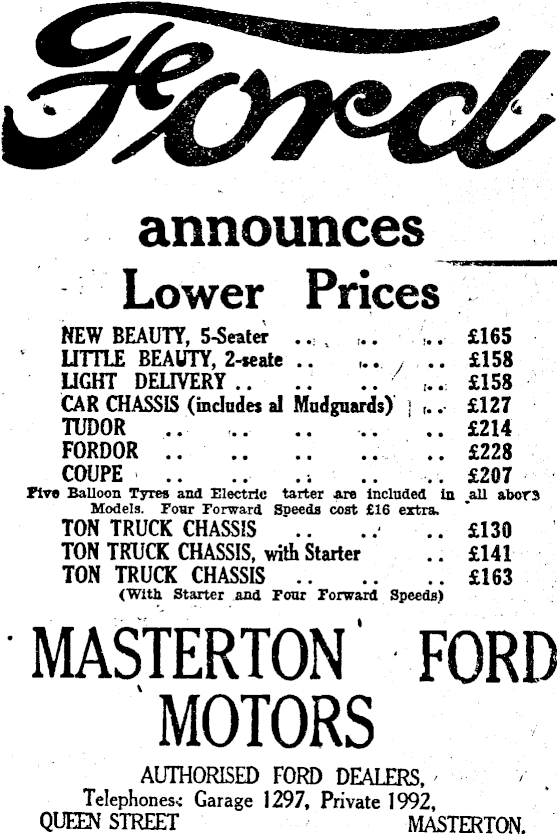 Ford
announces
Lower Prices
NEW BEAUTY, 5-Seater .. .. .. £165
LITTLE BEAUTY, 2-seate .. .. .. £158
LIGHT DELIVERY .. .. .. .. £158
CAR CHASSIS (includes al Mudguards) .. £127
TUDOR .. .. .. .. .. £214
FORDOR .. .. .. .. .. £228
COUPE .. .. .. .. .. £207
Five Balloon Tyres and Electric tarter are included in all above
Models. Four Forward Speeds cost £16 extra.
TON TRUCK CHASSIS .. .. .. £130
TON TRUCK CHASSIS, with Starter .. £141
TON TRUCK CHASSIS .. .. .. £163
(With Starter and Four Forward Speeds)
MASTERTON FORD
MOTORS
AUTHORISED FORD DEALERS,
Telephones: Garage 1297, Private 1992,
QUEEN STREET MASTERTON.